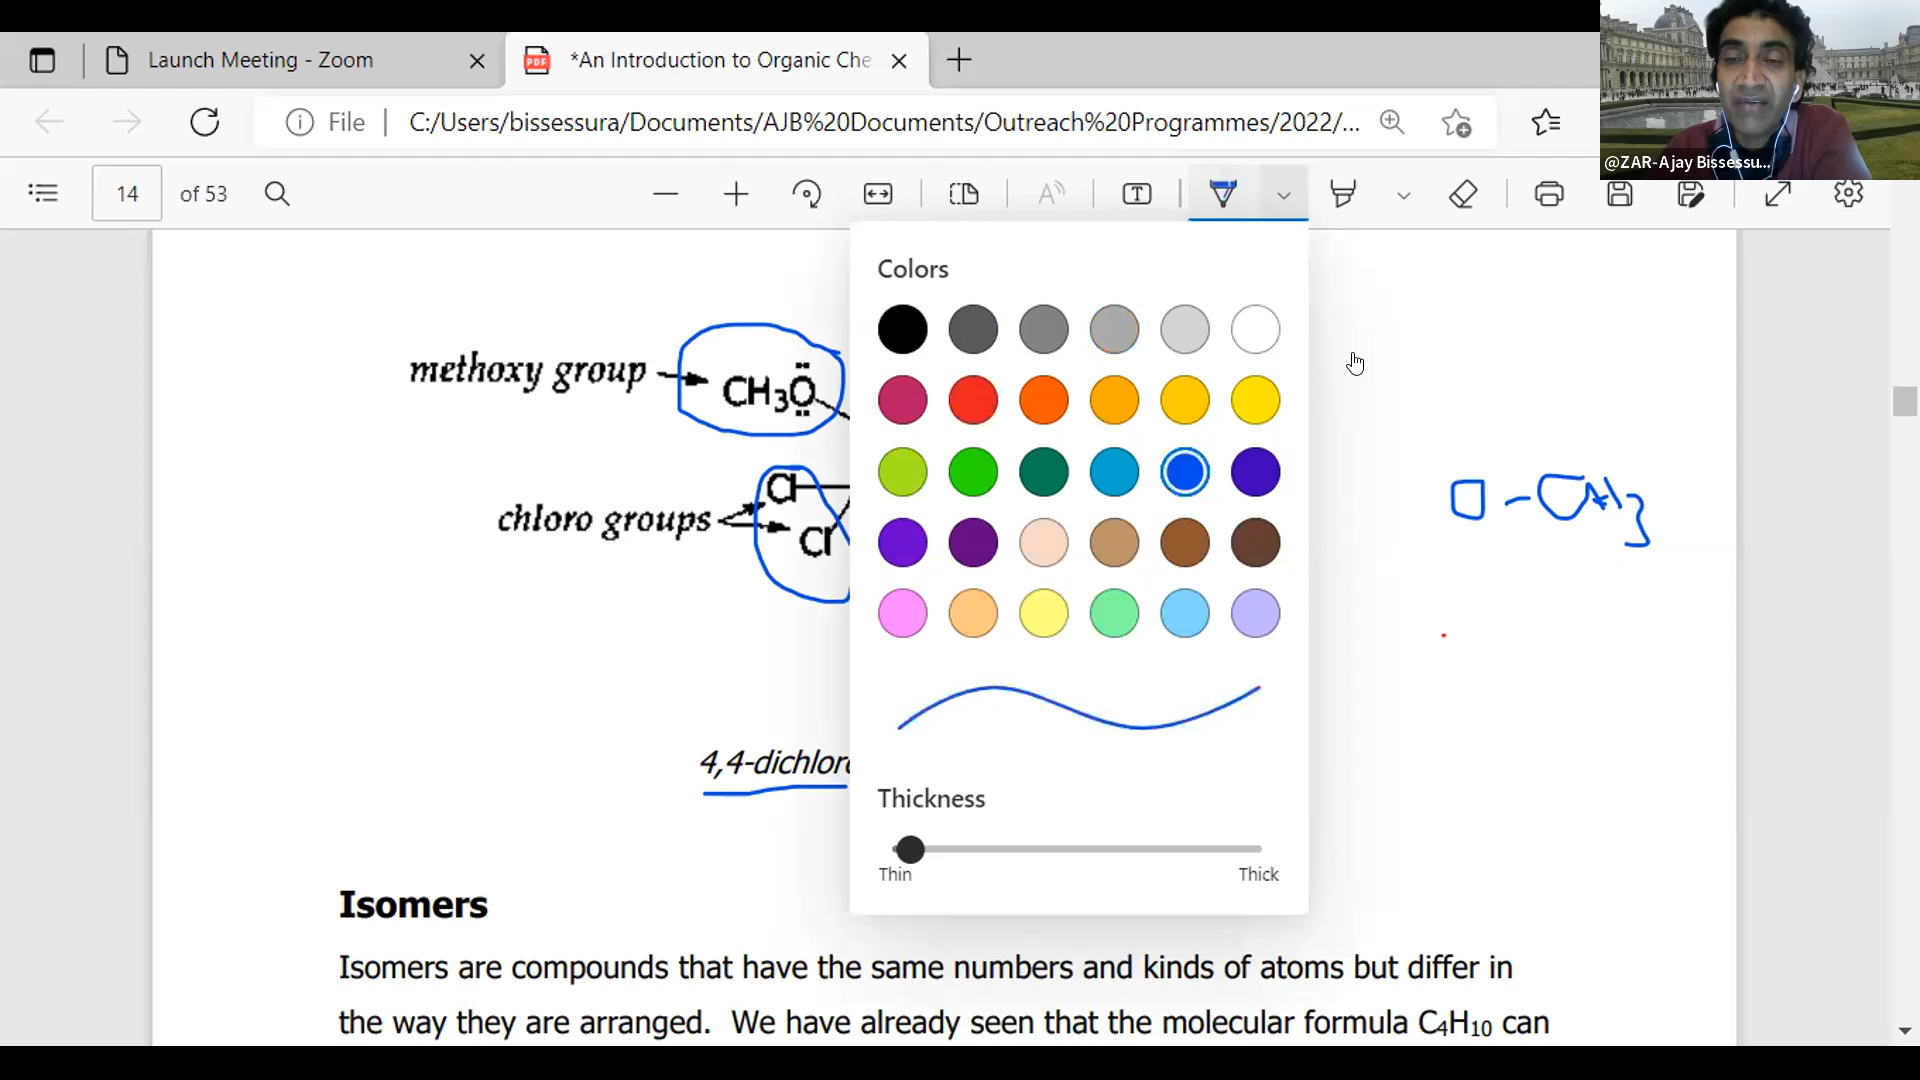 Launch Meeting - Zoom
*An Introduction to Organic Che
File
C:/Users/bissessura/Documents/AJB%20Documents/Outreach%20Programmes/2022/...
@ZAR-Ajay Bissessu...
14
of 53
Colors
methoxy group
CH3O
Cl
chloro groups
Cl
O - CH3
4,4-dichlor
Thickness
Thin
Thick
Isomers
Isomers are compounds that have the same numbers and kinds of atoms but differ in
the way they are arranged. We have already seen that the molecular formula C4H10 can